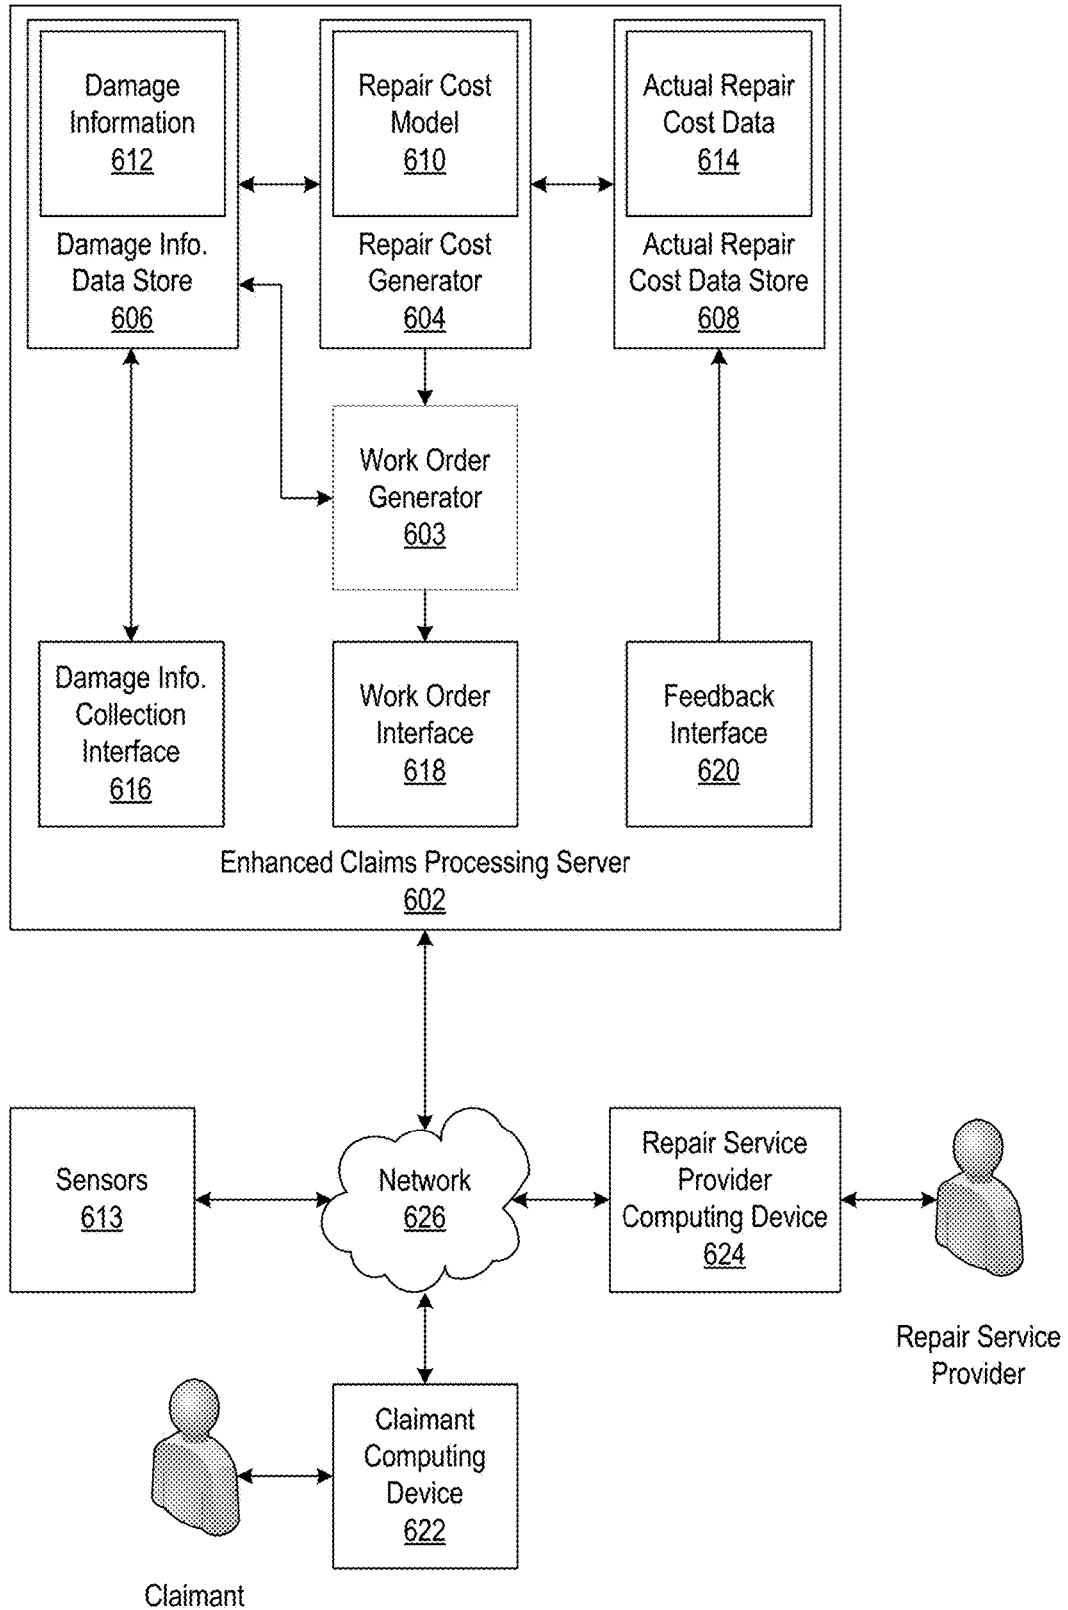 Damage
Information
612
Damage Info.
Data Store
606
Repair Cost
Model
610
Repair Cost
Generator
604
Actual Repair
Cost Data
614
Actual Repair
Cost Data Store
608
Work Order
Generator
603
Damage Info.
Collection
Interface
616
Work Order
Interface
618
Feedback
Interface
620
Enhanced Claims Processing Server
602
Sensors
613
Network
626
Repair Service
Provider
Computing Device
624
Repair Service
Provider
Claimant
Computing
Device
622
Claimant